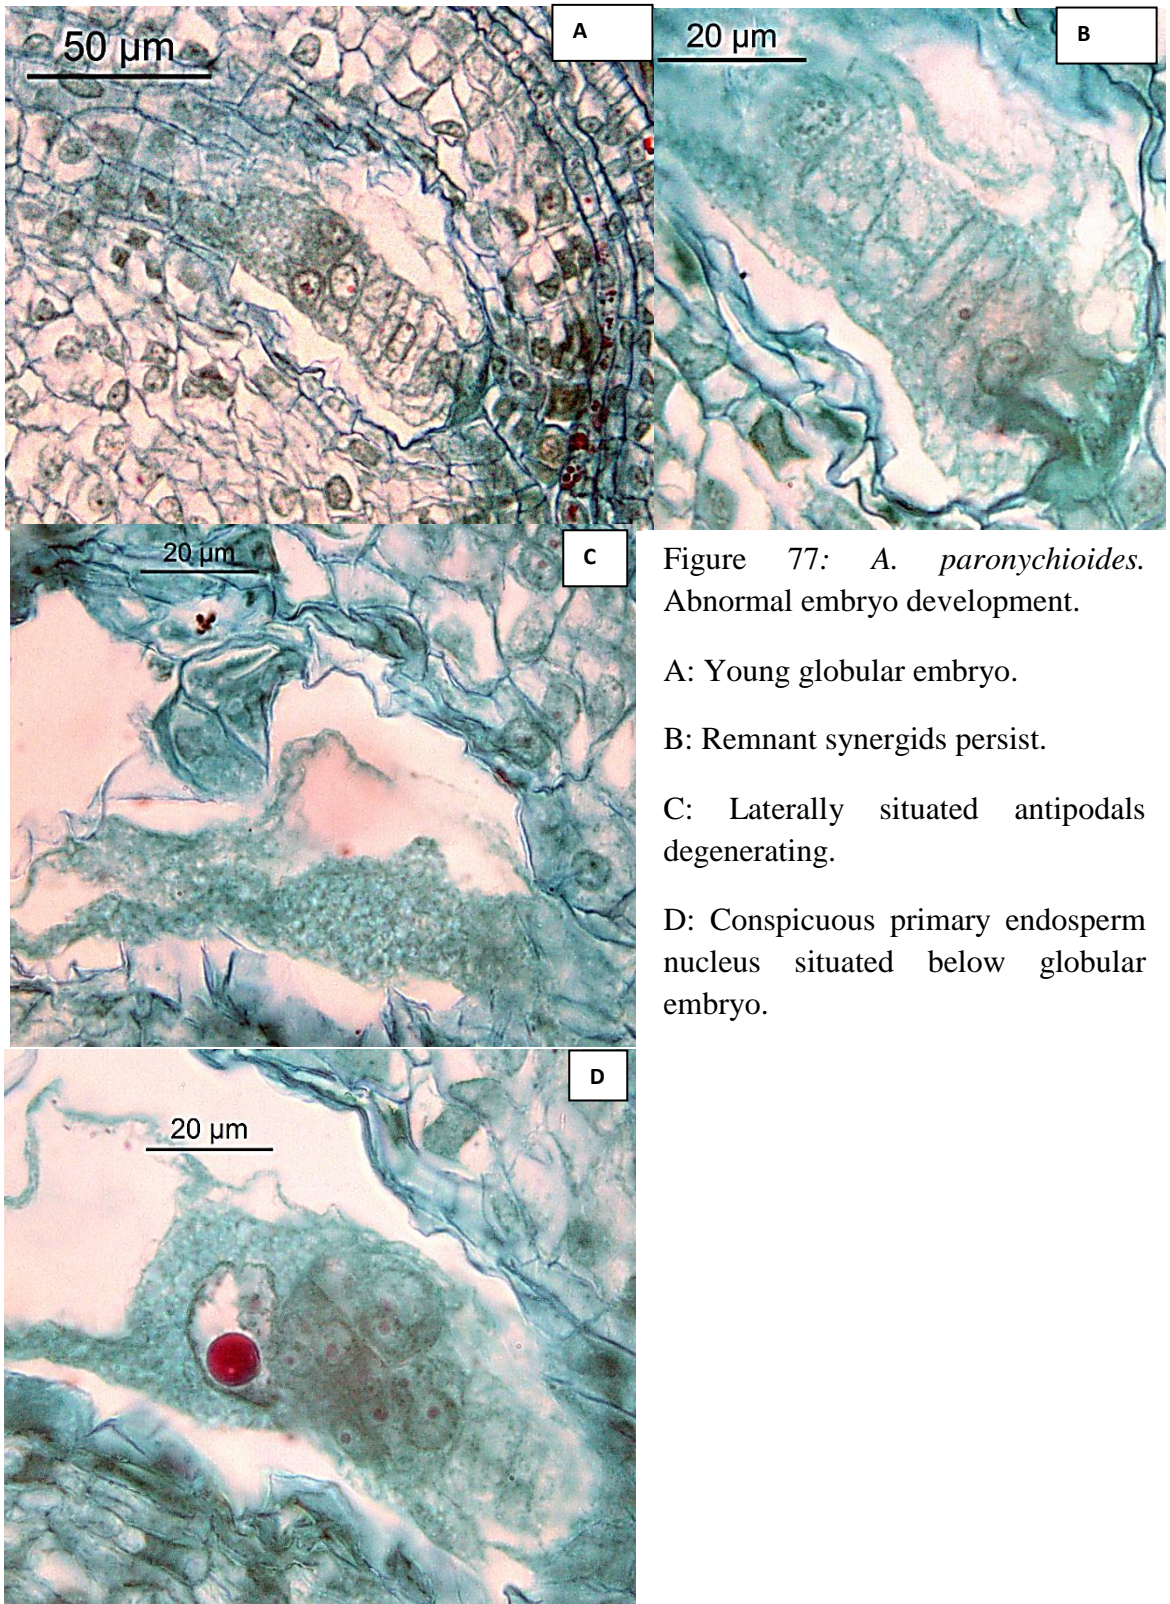 50 µm
A
20 µm
B
20 µm
C
Figure 77: A. paronychioides.
Abnormal embryo development.
A: Young globular embryo.
B: Remnant synergids persist.
C: Laterally situated antipodals
degenerating.
D: Conspicuous primary endosperm
nucleus situated below globular
embryo.
D
20 µm